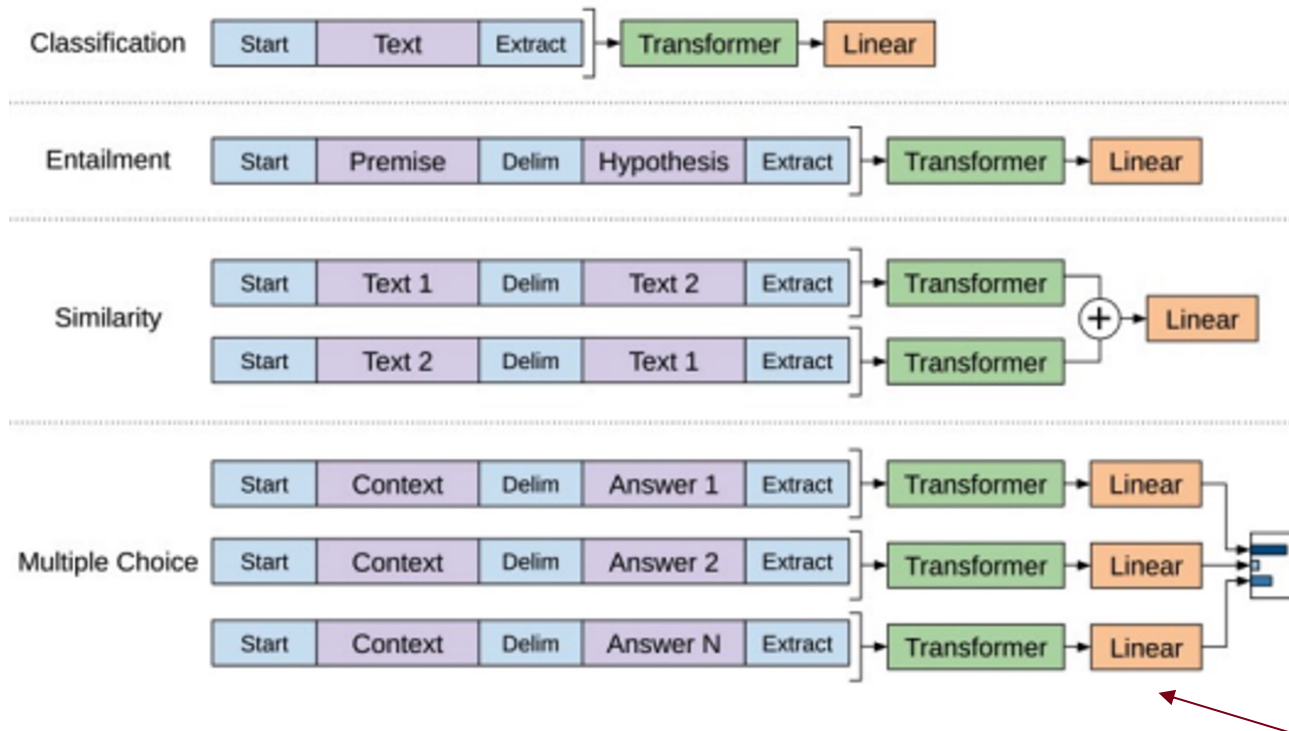 Classification Start Text Extract Transformer Linear
Entailment Start Premise Delim Hypothesis Extract Transformer Linear
Start Text 1 Delim Text 2 Extract Transformer
Similarity + Linear
Start Text 2 Delim Text 1 Extract Transformer
Start Context Delim Answer 1 Extract Transformer Linear
Multiple Choice Start Context Delim Answer 2 Extract Transformer Linear
Start Context Delim Answer N Extract Transformer Linear